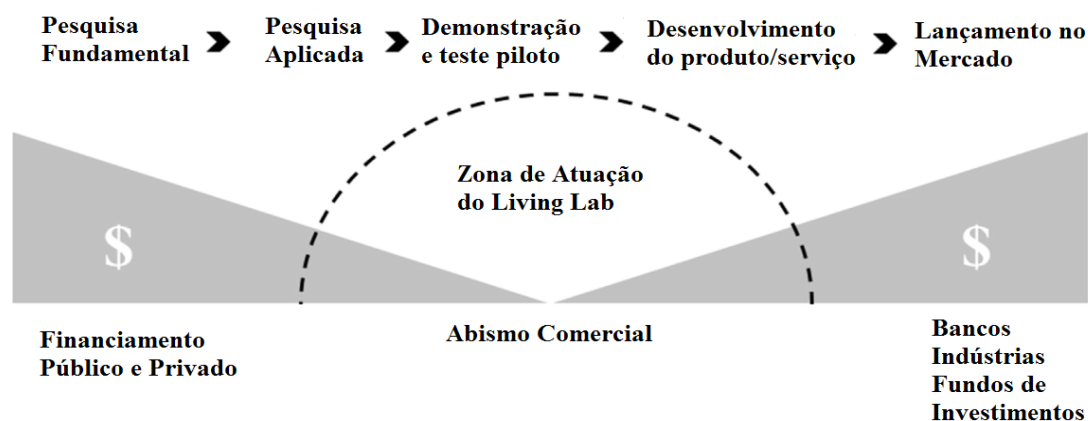 Pesquisa
Fundamental
Pesquisa
Aplicada
Demonstração
e teste piloto
Desenvolvimento
do produto/serviço
Lançamento no
Mercado
Zona de Atuação
do Living Lab
$
$
Financiamento
Público e Privado
Abismo Comercial
Bancos
Indústrias
Fundos de
Investimentos